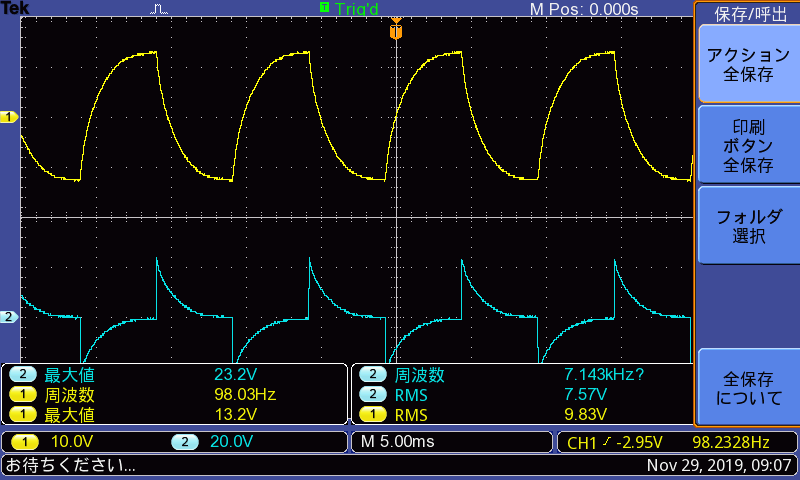 Tek
T Trig'd
M Pos: 0.000s
保存/呼出
T
アクション
全保存
印刷
ボタン
全保存
フォルダ
選択
全保存
について
1
2
2 最大値 23.2V
1 周波数 98.03Hz
1 最大値 13.2V
2 周波数 7.143kHz?
2 RMS 7.57V
1 RMS 9.83V
1 10.0V 2 20.0V
M 5.00ms
CH1 -2.95V 98.2328Hz
お待ちください...
Nov 29, 2019, 09:07